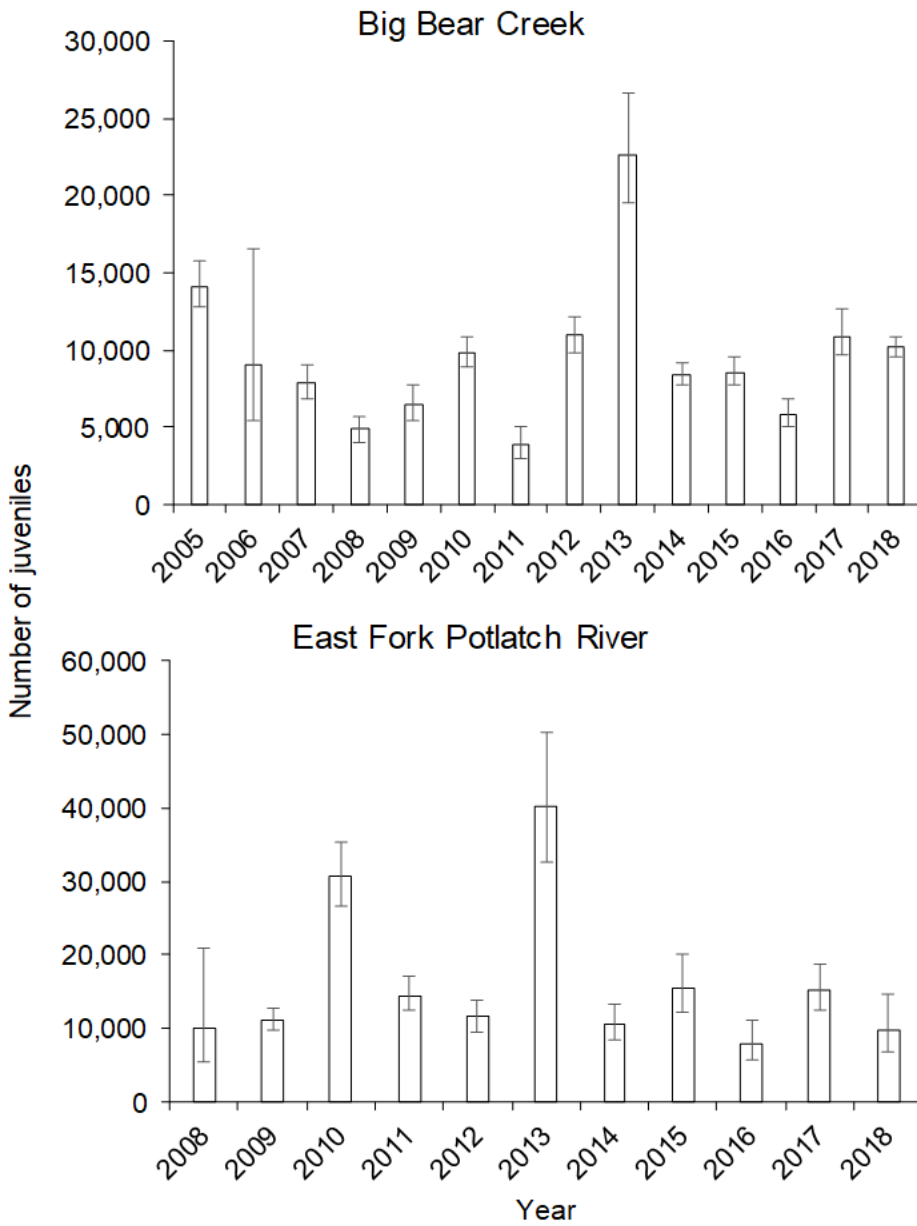 Big Bear Creek
30,000
25,000
20,000
15,000
10,000
5,000
0
2005 2006 2007 2008 2009 2010 2011 2012 2013 2014 2015 2016 2017 2018
Number of juveniles
East Fork Potlatch River
60,000
50,000
40,000
30,000
20,000
10,000
0
2008 2009 2010 2011 2012 2013 2014 2015 2016 2017 2018
Year